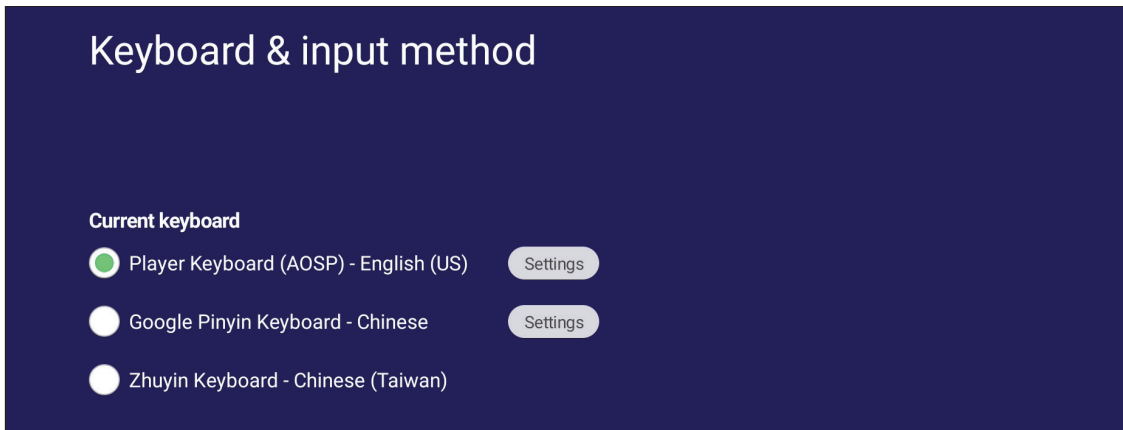 Keyboard & input method
Current keyboard
Player Keyboard (AOSP) - English (US) Settings
Google Pinyin Keyboard - Chinese Settings
Zhuyin Keyboard - Chinese (Taiwan)